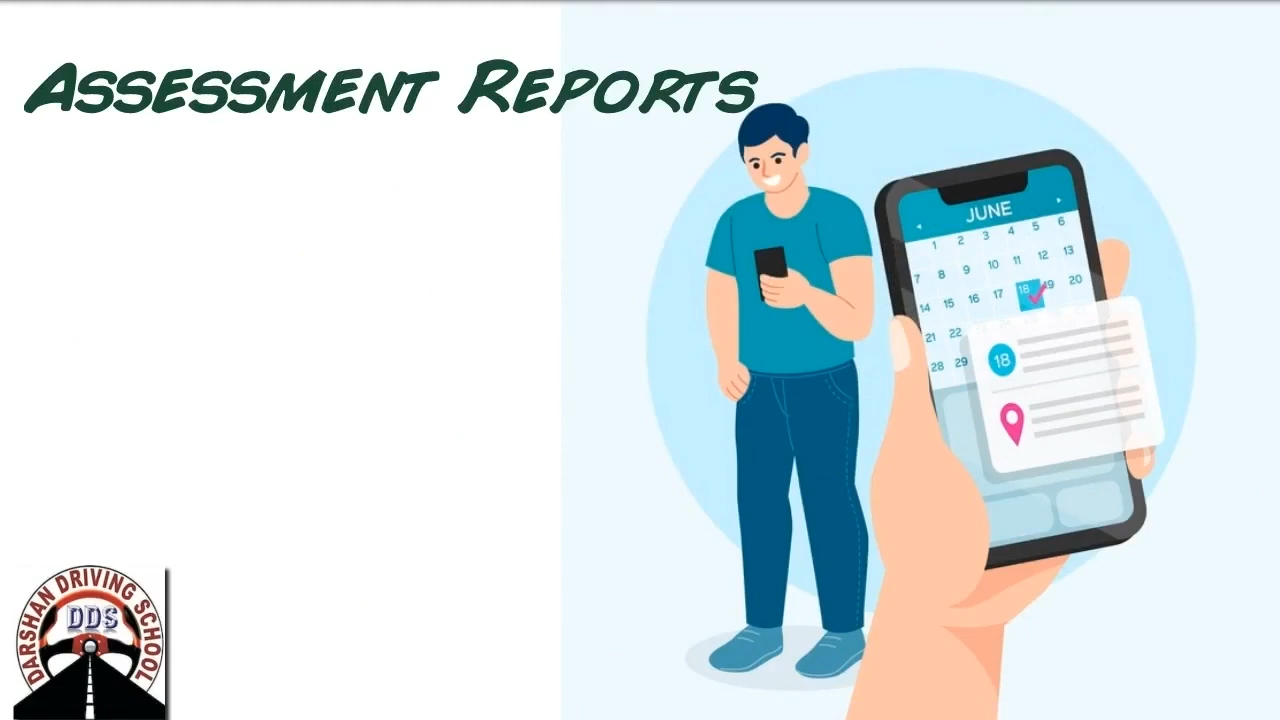 ASSESSMENT REPORTS
JUNE
1 2 3 4 5 6
7 8 9 10 11 12 13
14 15 16 17 18 19 20
21 22
28 29
18
DARSHAN DRIVING SCHOOL
DDS